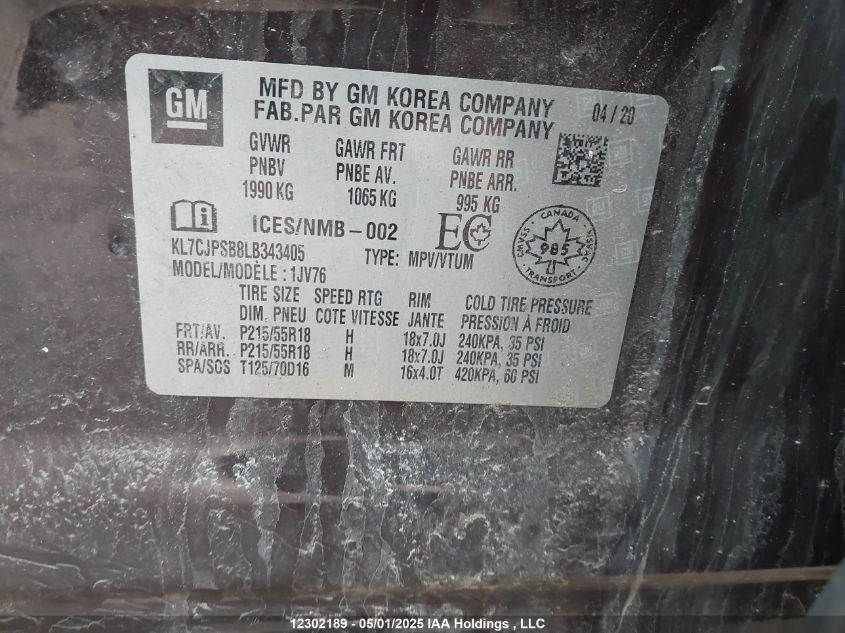 GM
MFD BY GM KOREA COMPANY 04/20
FAB.PAR GM KOREA COMPANY
GVWR GAWR FRT GAWR RR
PNBV PNBE AV. PNBE ARR.
1990 KG 1065 KG 995 KG
i ICES/NMB-002 EC
CANADA
CMVSS 985 NSVAC
TRANSPORT
KL7CJPSB8LB343405 TYPE: MPV/VTUM
MODEL/MODÈLE : 1JV76
TIRE SIZE SPEED RTG RIM COLD TIRE PRESSURE
DIM. PNEU COTE VITESSE JANTE PRESSION À FROID
FRT/AV. P215/55R18 H 18x7.0J 240KPA, 35 PSI
RR/ARR. P215/55R18 H 18x7.0J 240KPA, 35 PSI
SPA/SOS T125/70D16 M 16x4.0T 420KPA, 60 PSI
12302189 - 05/01/2025 IAA Holdings , LLC